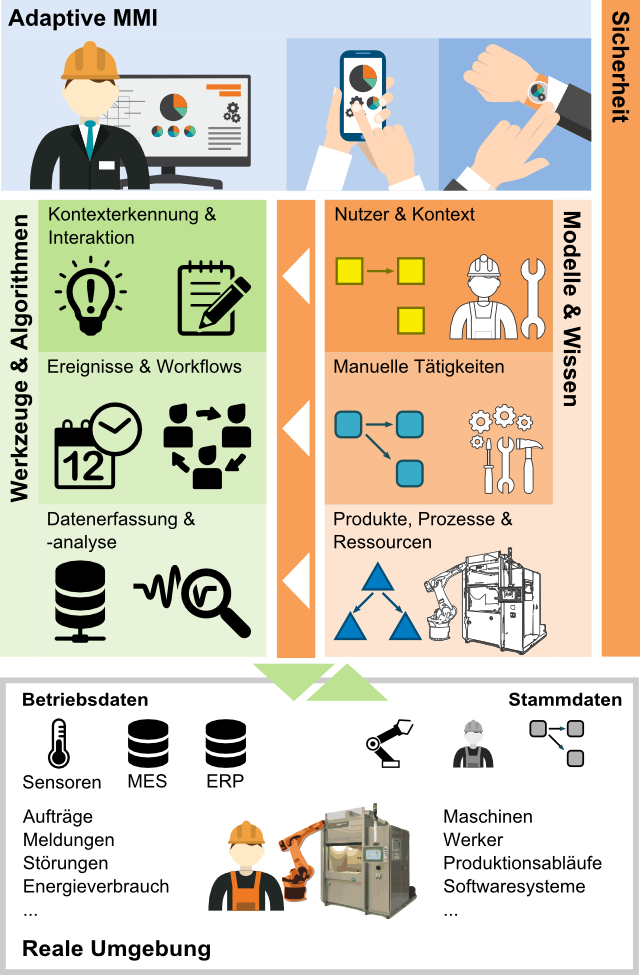 Adaptive MMI
Sicherheit
Werkzeuge & Algorithmen
Kontexterkennung &
Interaktion
Ereignisse & Workflows
12
Datenerfassung &
-analyse
Nutzer & Kontext
Manuelle Tätigkeiten
Produkte, Prozesse &
Ressourcen
Modelle & Wissen
Betriebsdaten
Sensoren
MES
ERP
Aufträge
Meldungen
Störungen
Energieverbrauch
...
Stammdaten
Maschinen
Werker
Produktionsabläufe
Softwaresysteme
...
Reale Umgebung